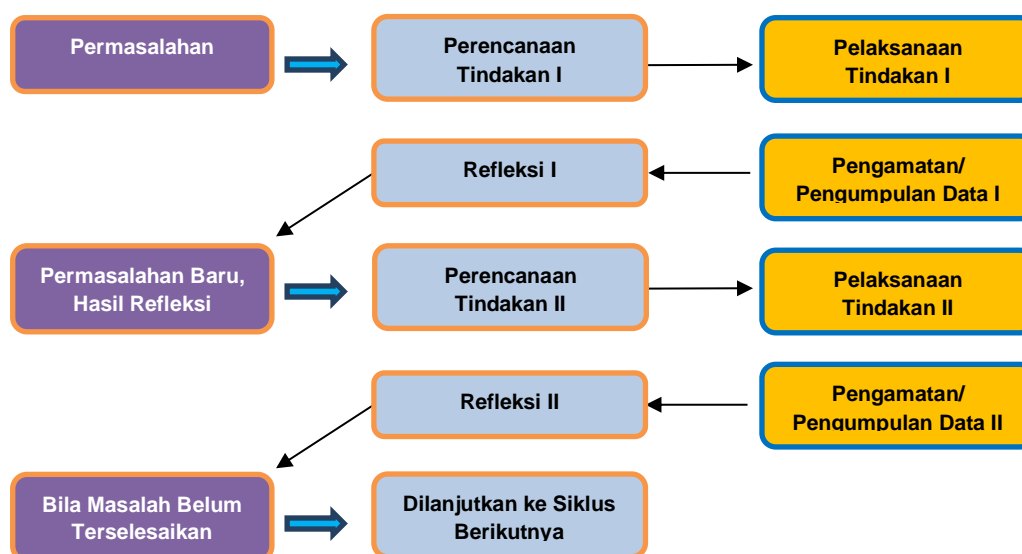 Permasalahan
Perencanaan
Tindakan I
Pelaksanaan
Tindakan I
Refleksi I
Pengamatan/
Pengumpulan Data I
Permasalahan Baru,
Hasil Refleksi
Perencanaan
Tindakan II
Pelaksanaan
Tindakan II
Refleksi II
Pengamatan/
Pengumpulan Data II
Bila Masalah Belum
Terselesaikan
Dilanjutkan ke Siklus
Berikutnya